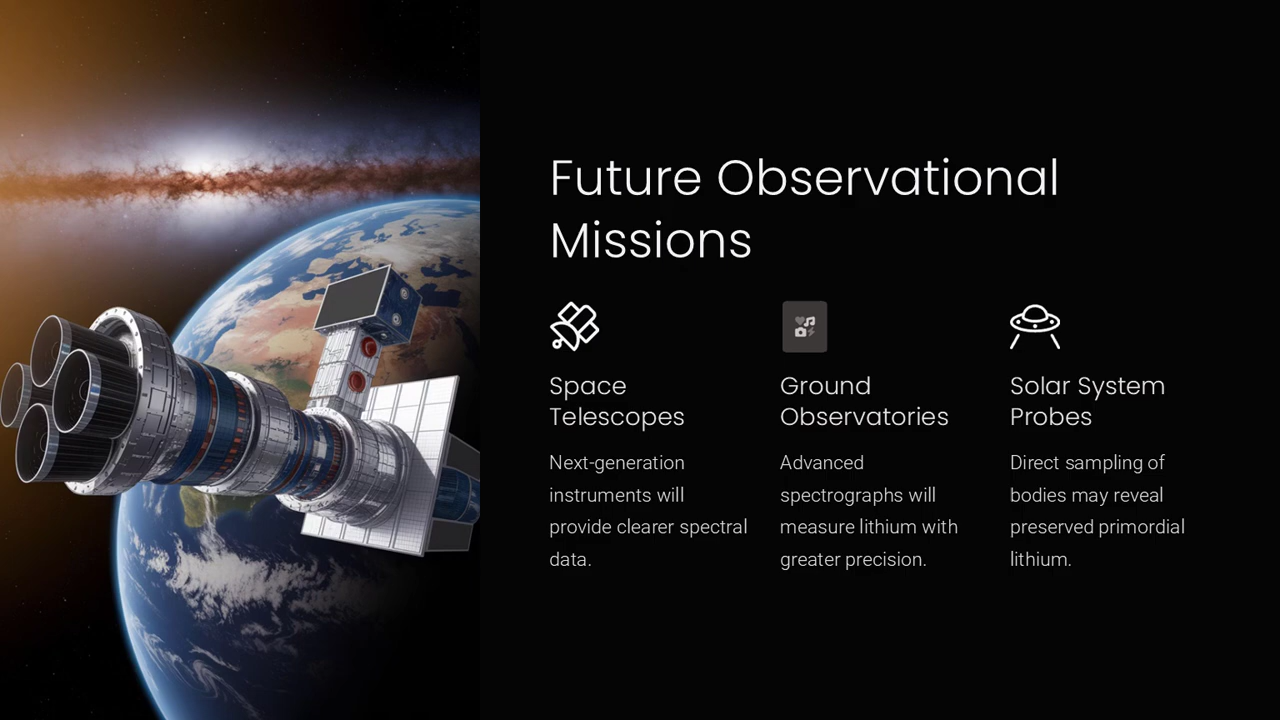 Future Observational
Missions
Space
Telescopes
Next-generation
instruments will
provide clearer spectral
data.
Ground
Observatories
Advanced
spectrographs will
measure lithium with
greater precision.
Solar System
Probes
Direct sampling of
bodies may reveal
preserved primordial
lithium.